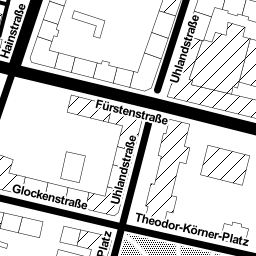 Hainstraße
Uhlandstraße
Fürstenstraße
Uhlandstraße
Glockenstraße
Theodor-Körner-Platz
Platz